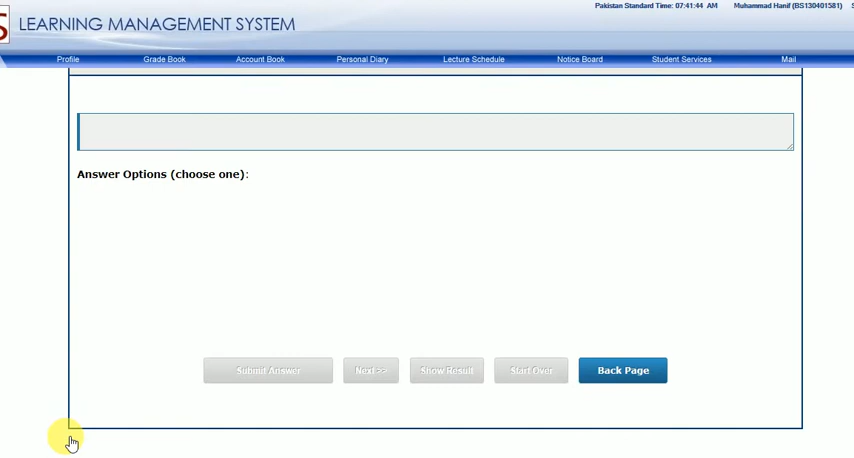 Pakistan Standard Time: 07:41:44 AM Muhammad Hanif (BS130401581) S
S LEARNING MANAGEMENT SYSTEM
Profile Grade Book Account Book Personal Diary Lecture Schedule Notice Board Student Services Mail
Answer Options (choose one):
Submit Answer Next >> Show Result Start Over Back Page